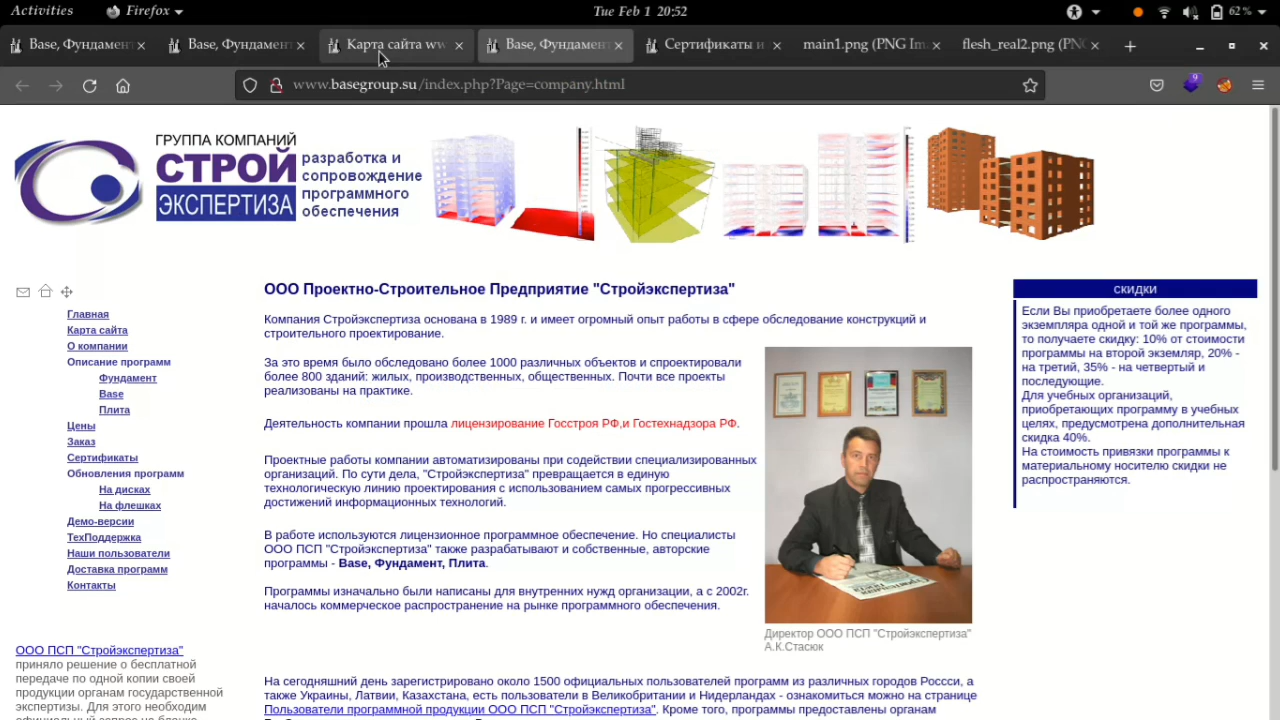 Activities
Firefox
Tue Feb 1 20:52
62 %
Base, Фундамент
Base, Фундамент
Карта сайта ww
Base, Фундамент
Сертификаты и
main1.png (PNG Im
flesh_real2.png (PN
www.basegroup.su/index.php?Page=company.html
9
ГРУППА КОМПАНИЙ
СТРОЙ
ЭКСПЕРТИЗА
разработка и
сопровождение
программного
обеспечения
Главная
Карта сайта
О компании
Описание программ
Фундамент
Base
Плита
Цены
Заказ
Сертификаты
Обновления программ
На дисках
На флешках
Демо-версии
ТехПоддержка
Наши пользователи
Доставка программ
Контакты
ООО ПСП "Стройэкспертиза"
приняло решение о бесплатной
передаче по одной копии своей
продукции органам государственной
экспертизы. Для этого необходим
официальный запрос на бланке
ООО Проектно-Строительное Предприятие "Стройэкспертиза"
Компания Стройэкспертиза основана в 1989 г. и имеет огромный опыт работы в сфере обследование конструкций и
строительного проектирование.
За это время было обследовано более 1000 различных объектов и спроектировали
более 800 зданий: жилых, производственных, общественных. Почти все проекты
реализованы на практике.
Деятельность компании прошла лицензирование Госстроя РФ,и Гостехнадзора РФ.
Проектные работы компании автоматизированы при содействии специализированных
организаций. По сути дела, "Стройэкспертиза" превращается в единую
технологическую линию проектирования с использованием самых прогрессивных
достижений информационных технологий.
В работе используются лицензионное программное обеспечение. Но специалисты
ООО ПСП "Стройэкспертиза" также разрабатывают и собственные, авторские
программы - Base, Фундамент, Плита.
Программы изначально были написаны для внутренних нужд организации, а с 2002г.
началось коммерческое распространение на рынке программного обеспечения.
Директор ООО ПСП "Стройэкспертиза"
А.К.Стасюк
На сегодняшний день зарегистрировано около 1500 официальных пользователей программ из различных городов Россси, а
также Украины, Латвии, Казахстана, есть пользователи в Великобритании и Нидерландах - ознакомиться можно на странице
Пользователи программной продукции ООО ПСП "Стройэкспертиза". Кроме того, программы предоставлены органам
скидки
Если Вы приобретаете более одного
экземпляра одной и той же программы,
то получаете скидку: 10% от стоимости
программы на второй экземляр, 20% -
на третий, 35% - на четвертый и
последующие.
Для учебных организаций,
приобретающих программу в учебных
целях, предусмотрена дополнительная
скидка 40%.
На стоимость привязки программы к
материальному носителю скидки не
распространяются.